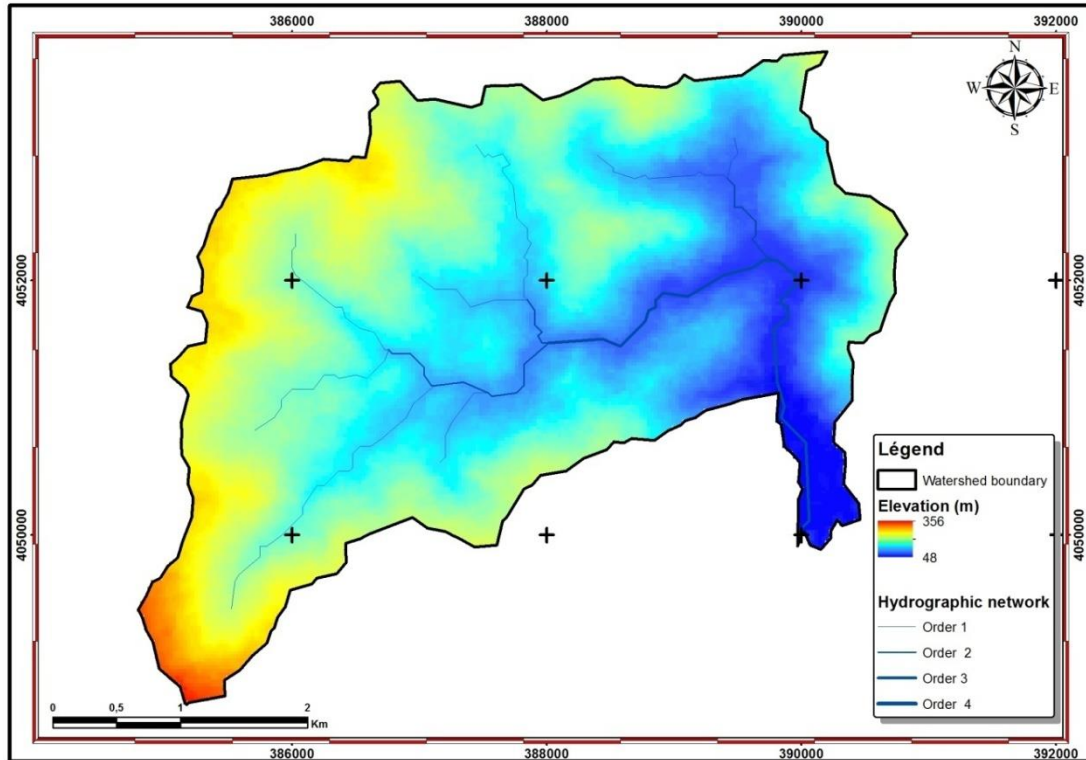 386000
388000
390000
392000
N
W
E
S
4052000
4052000
4050000
4050000
Légend
Watershed boundary
Elevation (m)
356
48
Hydrographic network
Order 1
Order 2
Order 3
Order 4
0
0,5
1
2
Km
386000
388000
390000
392000